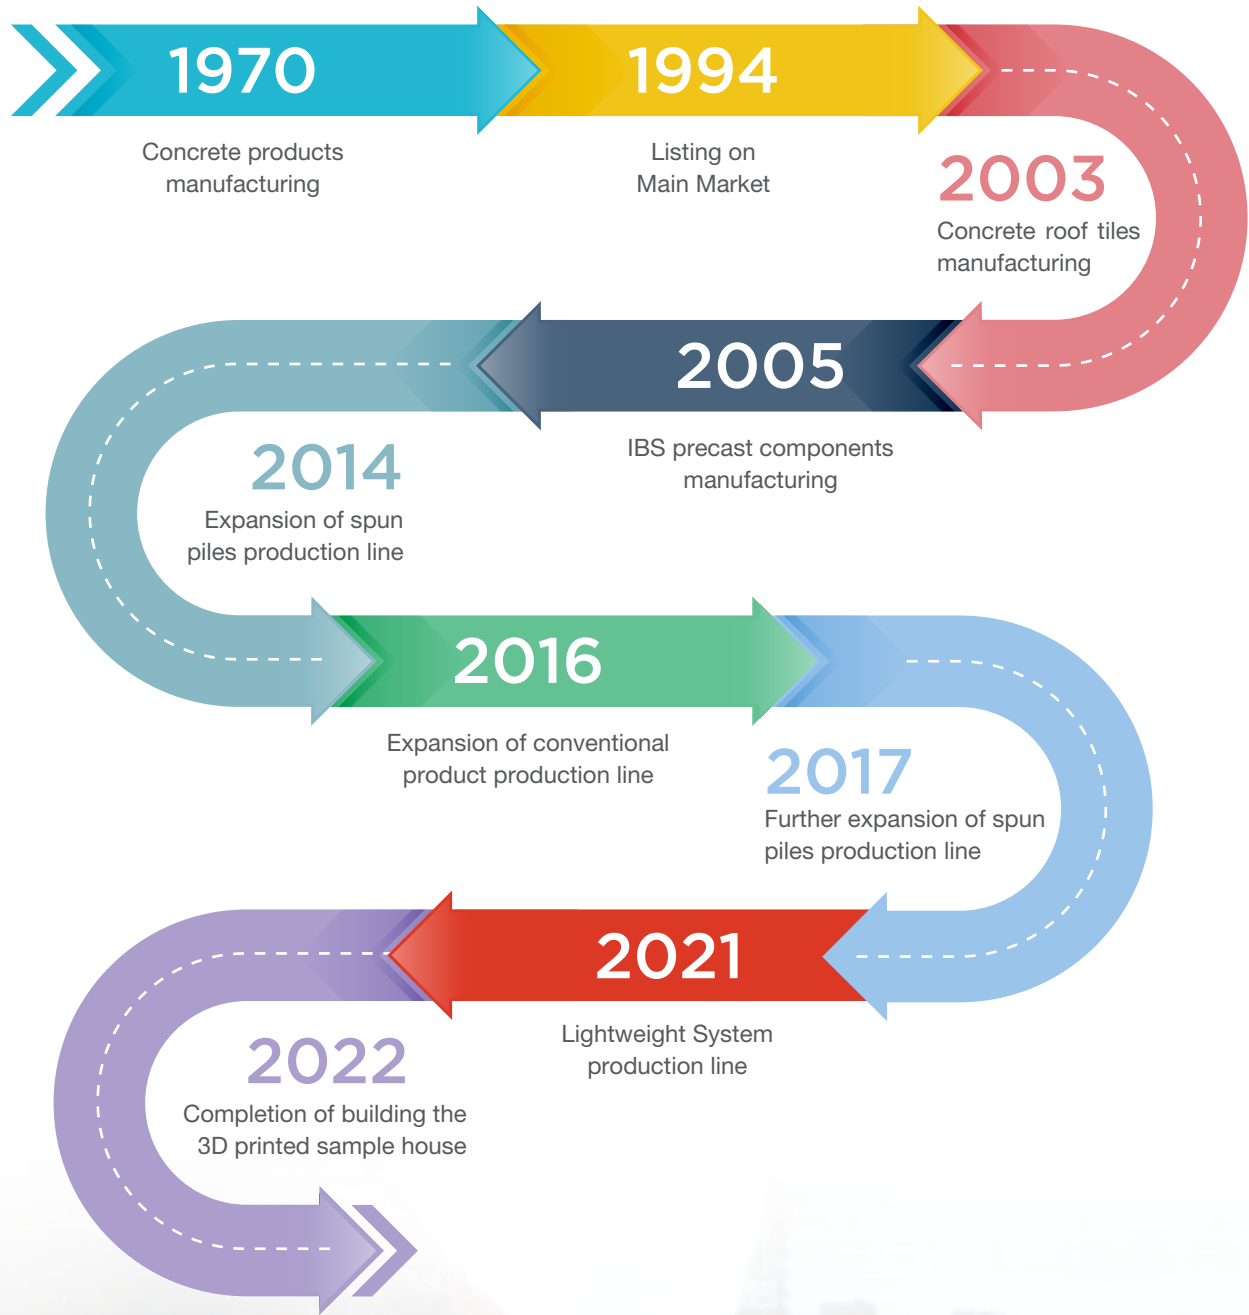 1970
Concrete products
manufacturing
1994
Listing on
Main Market
2003
Concrete roof tiles
manufacturing
2005
IBS precast components
manufacturing
2014
Expansion of spun
piles production line
2016
Expansion of conventional
product production line
2017
Further expansion of spun
piles production line
2021
Lightweight System
production line
2022
Completion of building the
3D printed sample house